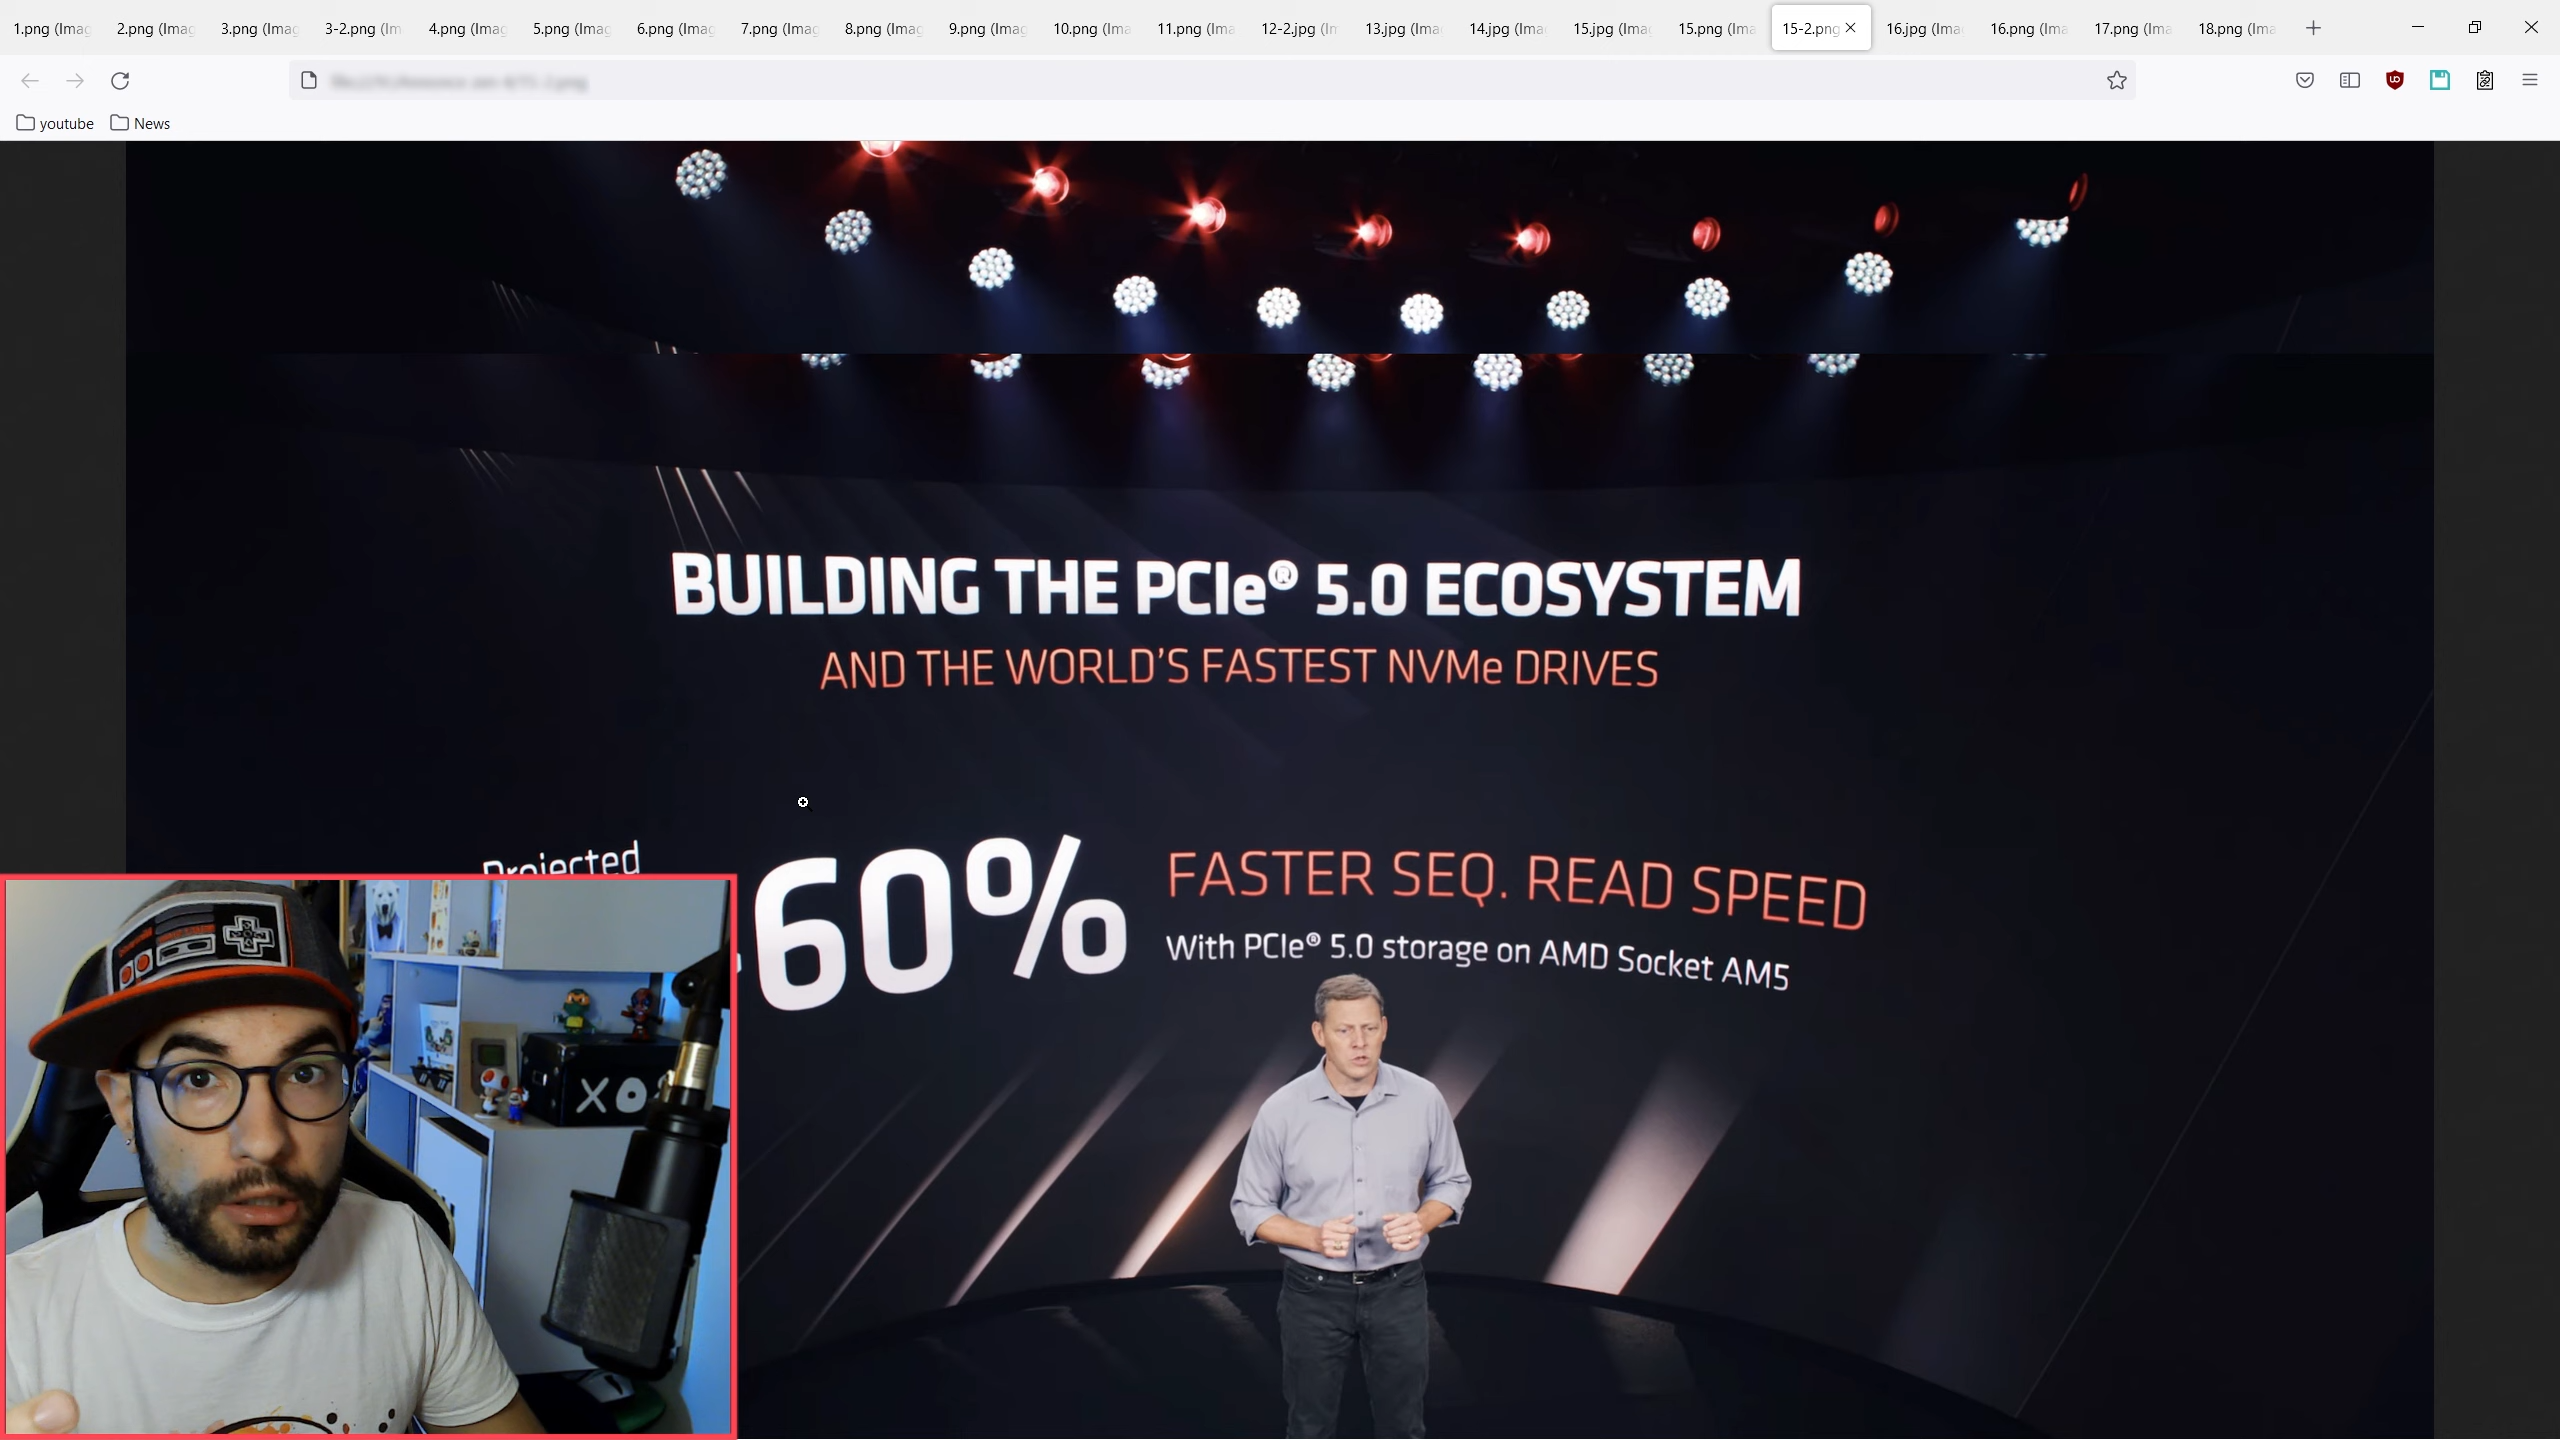 1.png (Imag
2.png (Imag
3.png (Imag
3-2.png (Im
4.png (Imag
5.png (Imag
6.png (Imag
7.png (Imag
8.png (Imag
9.png (Imag
10.png (Ima
11.png (Ima
12-2.jpg (Im
13.jpg (Ima
14.jpg (Ima
15.jpg (Ima
15.png (Ima
15-2.png
16.jpg (Ima
16.png (Ima
17.png (Ima
18.png (Ima
youtube
News
BUILDING THE PCIe® 5.0 ECOSYSTEM
AND THE WORLD'S FASTEST NVMe DRIVES
Projected
60%
FASTER SEQ. READ SPEED
With PCIe® 5.0 storage on AMD Socket AM5